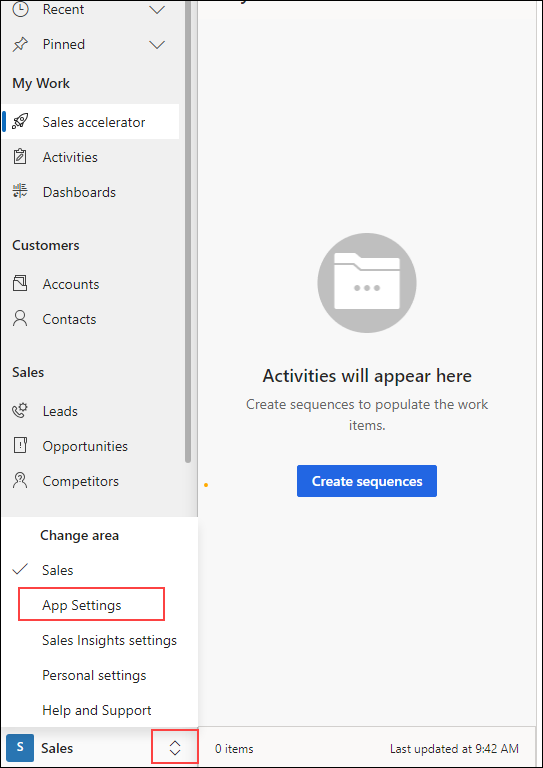 Recent
Pinned
My Work
Sales accelerator
Activities
Dashboards
Customers
Accounts
Contacts
Sales
Leads
Opportunities
Competitors
Change area
Sales
App Settings
Sales Insights settings
Personal settings
Help and Support
S Sales
Activities will appear here
Create sequences to populate the work
items.
Create sequences
0 items
Last updated at 9:42 AM